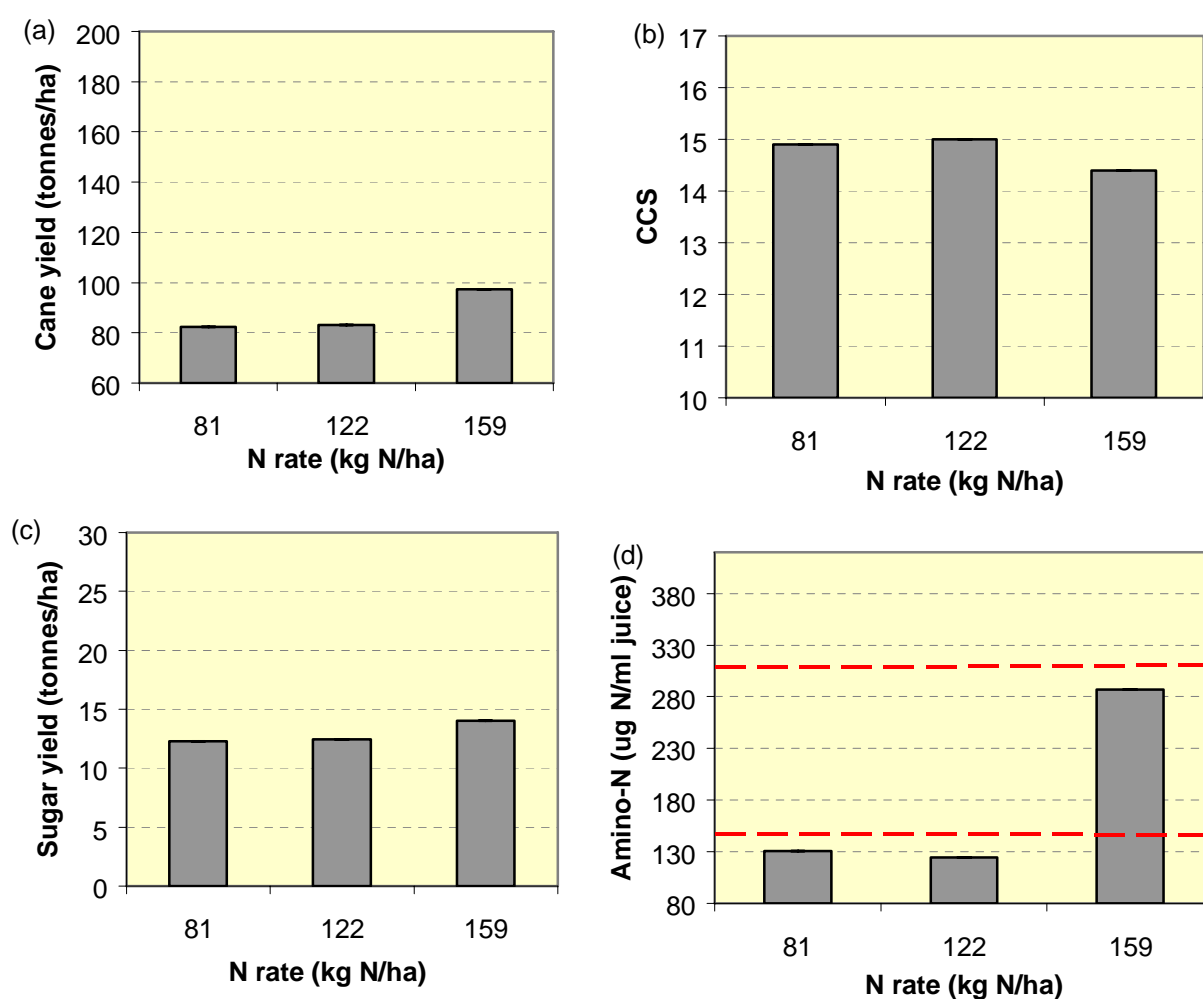 (a)
Cane yield (tonnes/ha)
200
180
160
140
120
100
80
60
81 122 159
N rate (kg N/ha)
(b)
CCS
17
16
15
14
13
12
11
10
81 122 159
N rate (kg N/ha)
(c)
Sugar yield (tonnes/ha)
30
25
20
15
10
5
0
81 122 159
N rate (kg N/ha)
(d)
Amino-N (ug N/ml juice)
380
330
280
230
180
130
80
81 122 159
N rate (kg N/ha)